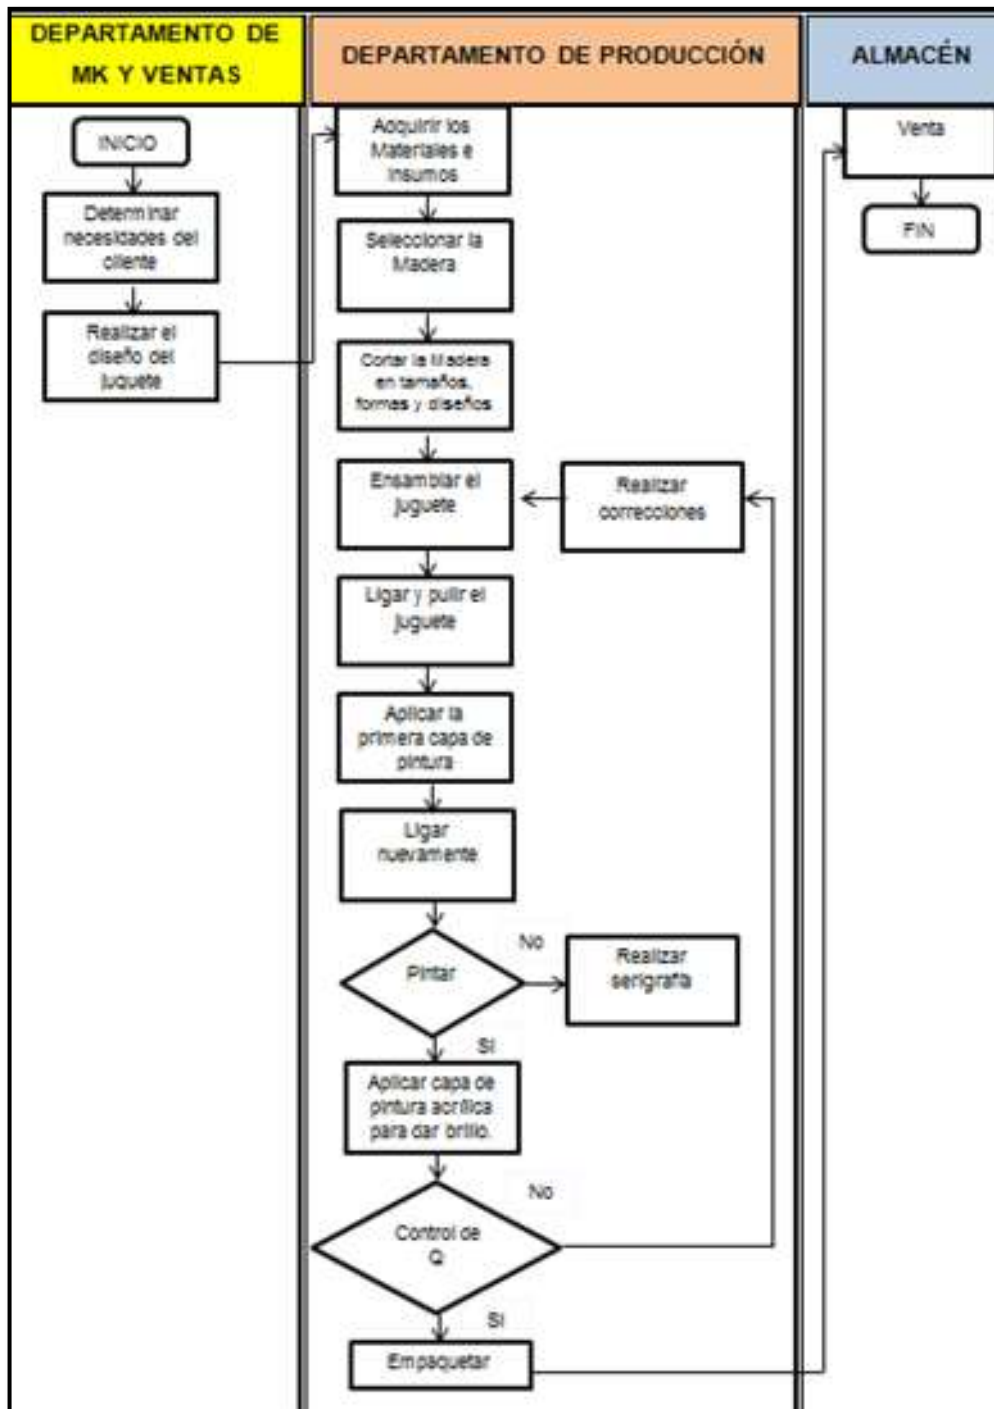 DEPARTAMENTO DE
MK Y VENTAS
DEPARTAMENTO DE PRODUCCIÓN
ALMACÉN
INICIO
Determinar
necesidades del
cliente
Realizar el
diseño del
juquete
Adquirir los
Materiales e
Insumos
Seleccionar la
Madera
Cortar la Madera
en tamaños,
formas y diseños
Ensamblar el
juguete
Realizar
correcciones
Ligar y pulir el
juguete
Aplicar la
primera capa de
pintura
Ligar
nuevamente
Pintar
No
Realizar
serigrafía
Si
Aplicar capa de
pintura acrílica
para dar brillo.
No
Control de
Q
Si
Empaquetar
Venta
FIN